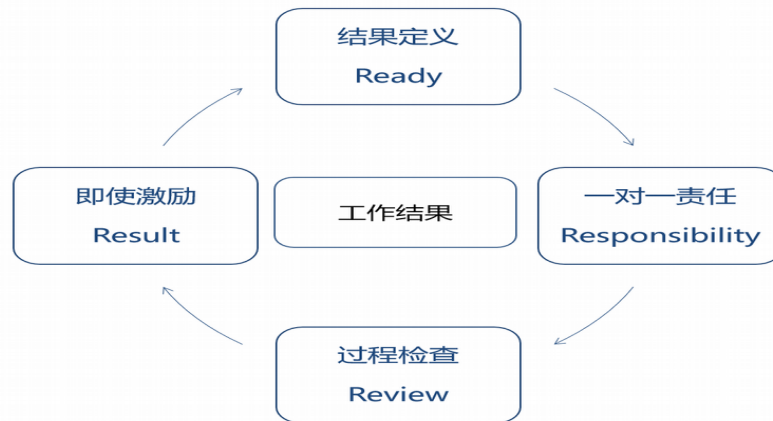 结果定义
Ready
即使激励
Result
工作结果
一对一责任
Responsibility
过程检查
Review